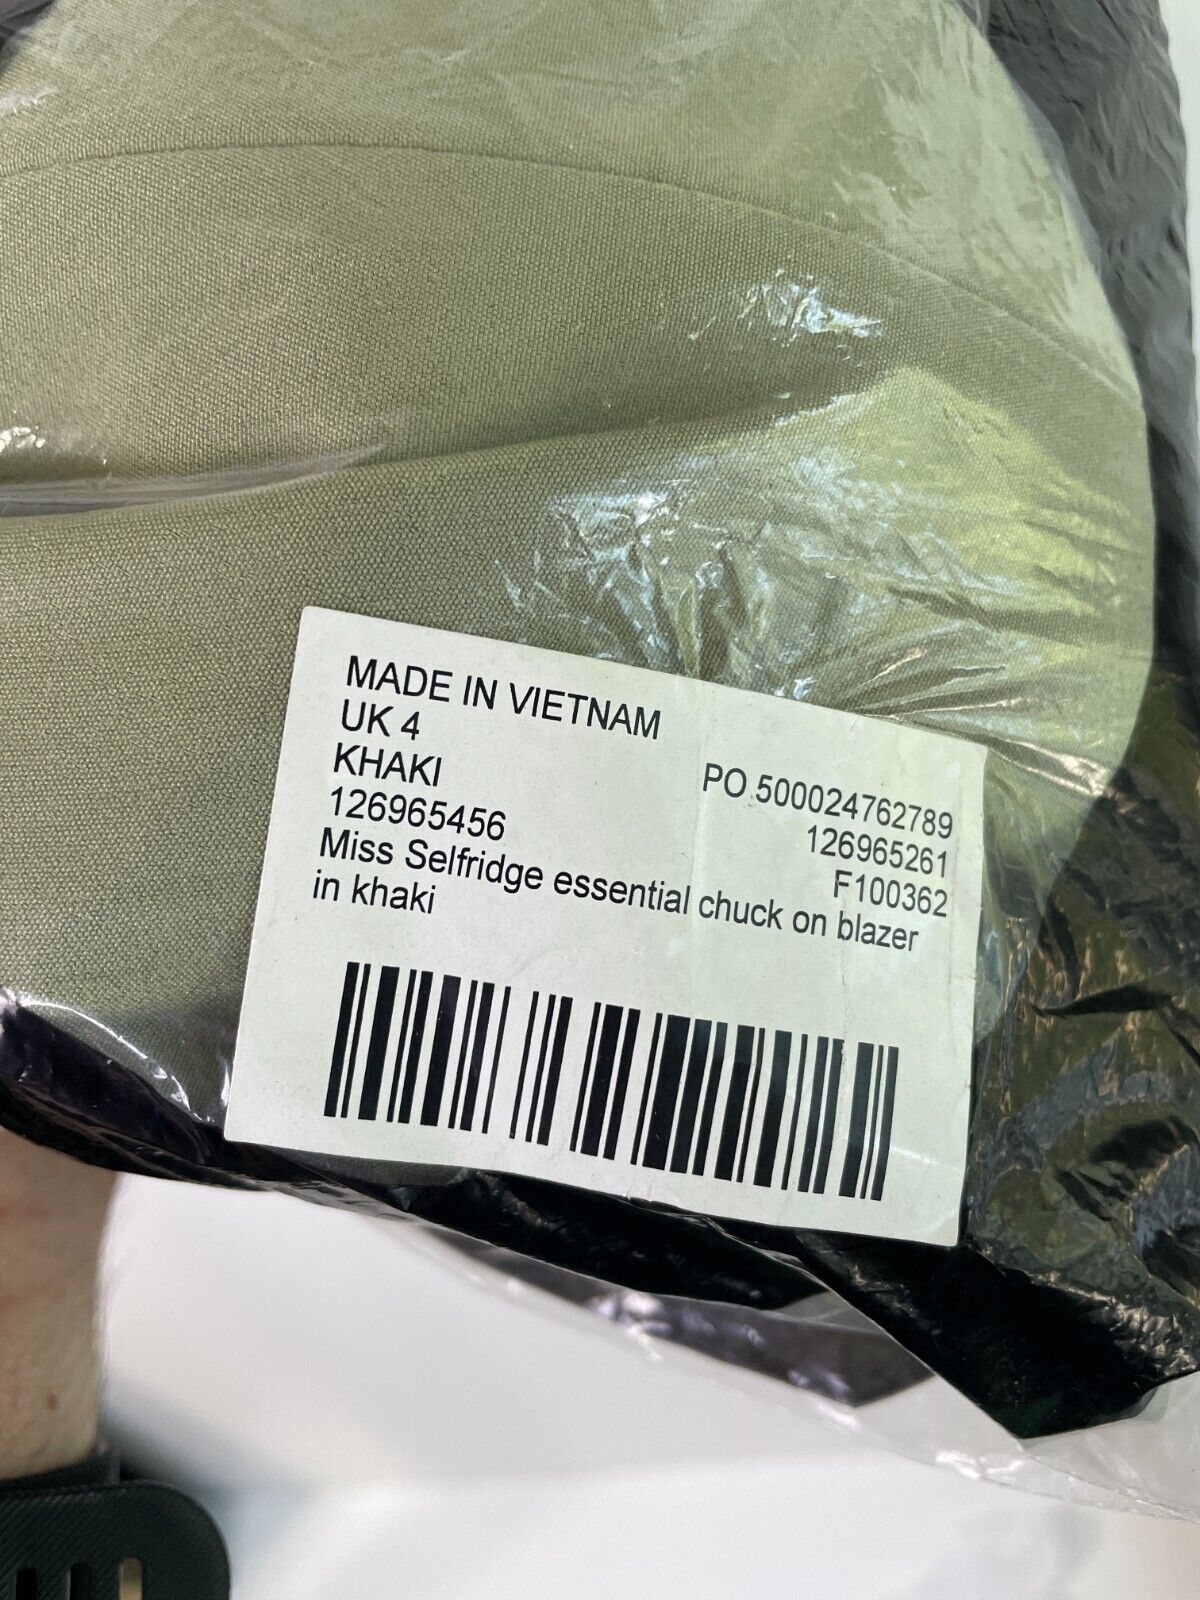 MADE IN VIETNAM
UK 4
KHAKI
PO 500024762789
126965456
126965261
F100362
Miss Selfridge essential chuck on blazer
in khaki